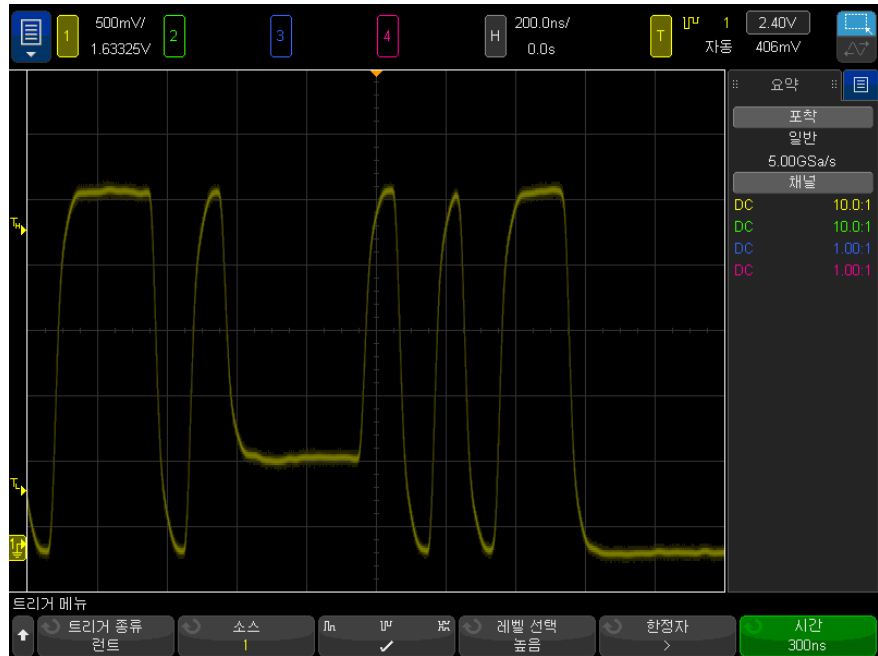 1 500mV/ 2 3 4 H 200.0ns/ T 1 2.40V
1.63325V 0.0s 자동 406mV
요약
포착
일반
5.00GSa/s
채널
DC 10.0:1
DC 10.0:1
DC 1.00:1
DC 1.00:1
TH
TL
1
트리거 메뉴
트리거 종류 소스 레벨 선택 한정자 시간
런트 1 ✓ 높음 > 300ns